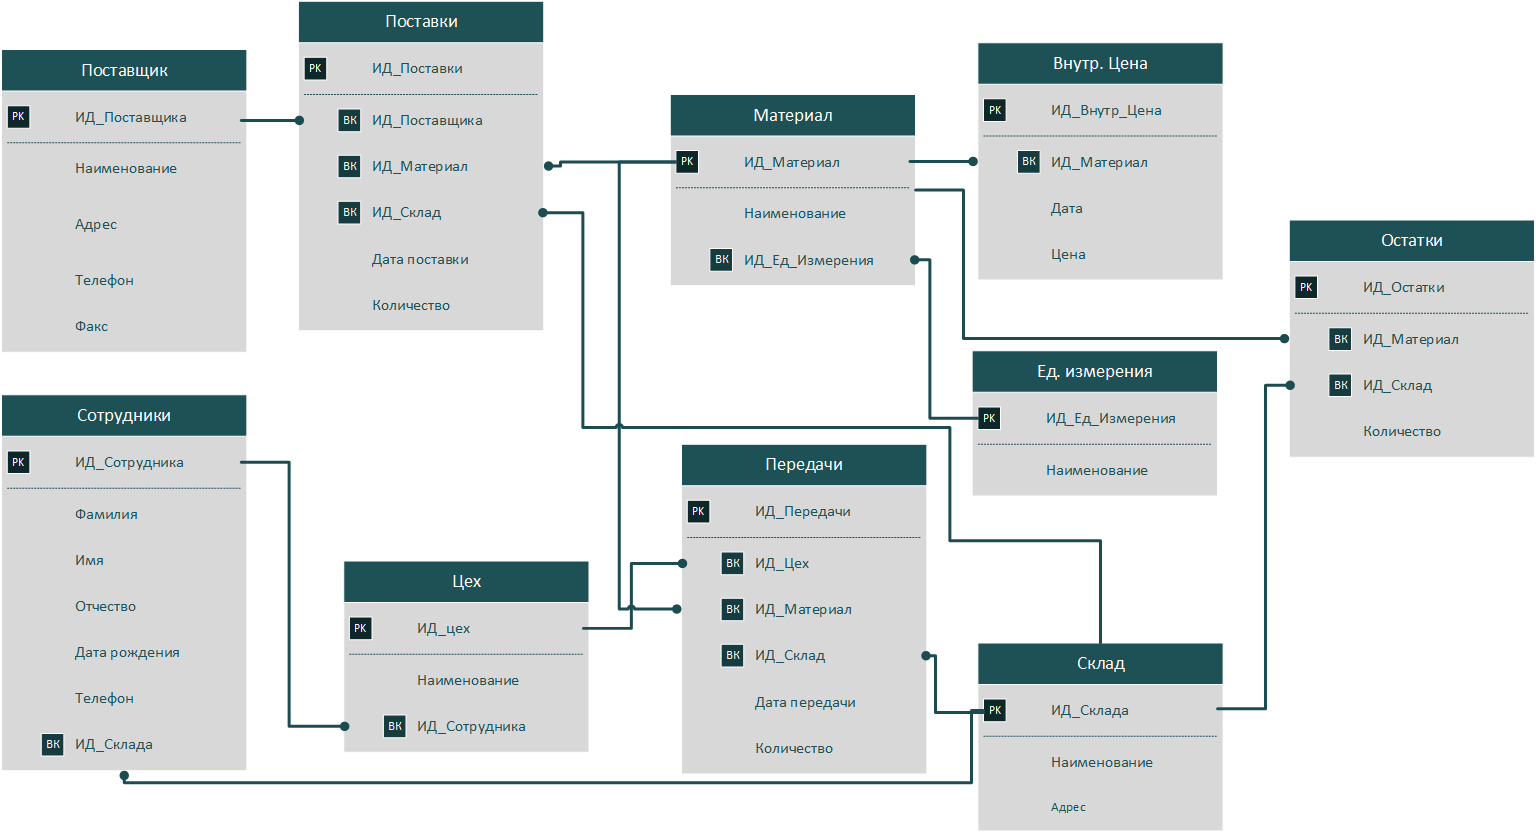 Поставщик
PK ИД_Поставщика
Наименование
Адрес
Телефон
Факс
Поставки
PK ИД_Поставки
ВК ИД_Поставщика
ВК ИД_Материал
ВК ИД_Склад
Дата поставки
Количество
Материал
PK ИД_Материал
Наименование
ВК ИД_Ед_Измерения
Внутр. Цена
PK ИД_Внутр_Цена
ВК ИД_Материал
Дата
Цена
Остатки
PK ИД_Остатки
ВК ИД_Материал
ВК ИД_Склад
Количество
Ед. измерения
PK ИД_Ед_Измерения
Наименование
Сотрудники
PK ИД_Сотрудника
Фамилия
Имя
Отчество
Дата рождения
Телефон
ВК ИД_Склада
Цех
PK ИД_цех
Наименование
ВК ИД_Сотрудника
Передачи
PK ИД_Передачи
ВК ИД_Цех
ВК ИД_Материал
ВК ИД_Склад
Дата передачи
Количество
Склад
PK ИД_Склада
Наименование
Адрес